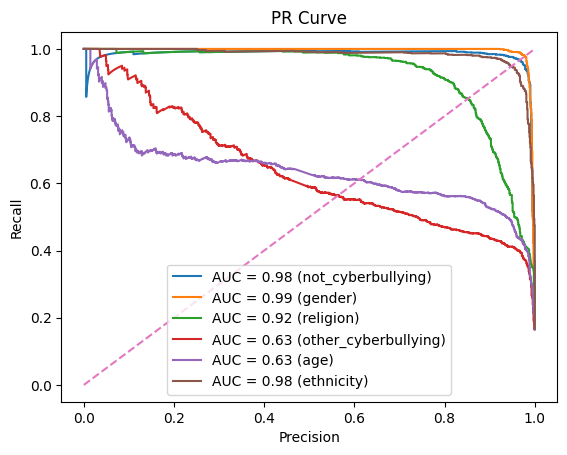 PR Curve
Recall
1.0
0.8
0.6
0.4
0.2
0.0
AUC = 0.98 (not_cyberbullying)
AUC = 0.99 (gender)
AUC = 0.92 (religion)
AUC = 0.63 (other_cyberbullying)
AUC = 0.63 (age)
AUC = 0.98 (ethnicity)
0.0 0.2 0.4 0.6 0.8 1.0
Precision